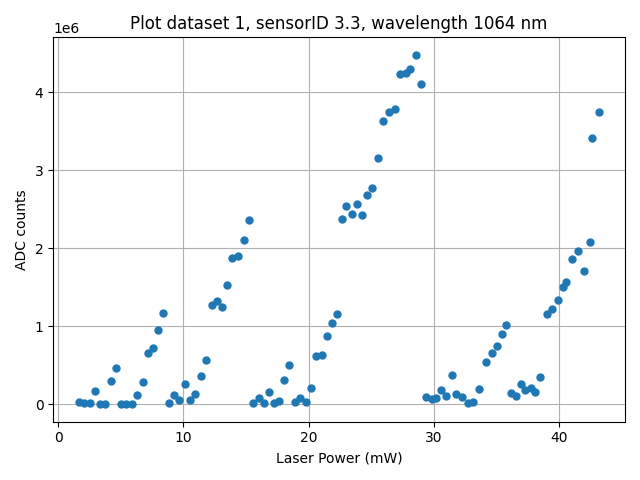 Plot dataset 1, sensorID 3.3, wavelength 1064 nm
1e6
4
3
2
1
0
ADC counts
0 10 20 30 40
Laser Power (mW)